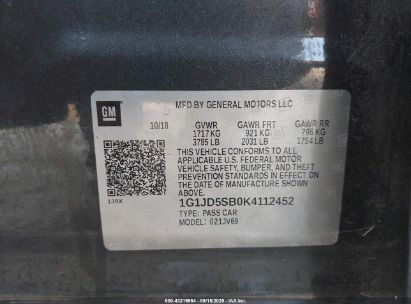 GM
MFD BY GENERAL MOTORS LLC
10/18 GVWR GAWR FRT GAWR RR
1717 KG 921 KG 796 KG
3785 LB 2031 LB 1754 LB
THIS VEHICLE CONFORMS TO ALL
APPLICABLE U.S. FEDERAL MOTOR
VEHICLE SAFETY, BUMPER, AND THEFT
PREVENTION STANDARDS IN EFFECT ON
THE DATE OF MANUFACTURE SHOWN
ABOVE.
139X
1G1JD5SB0K4112452
TYPE: PASS CAR
MODEL: 021JV69